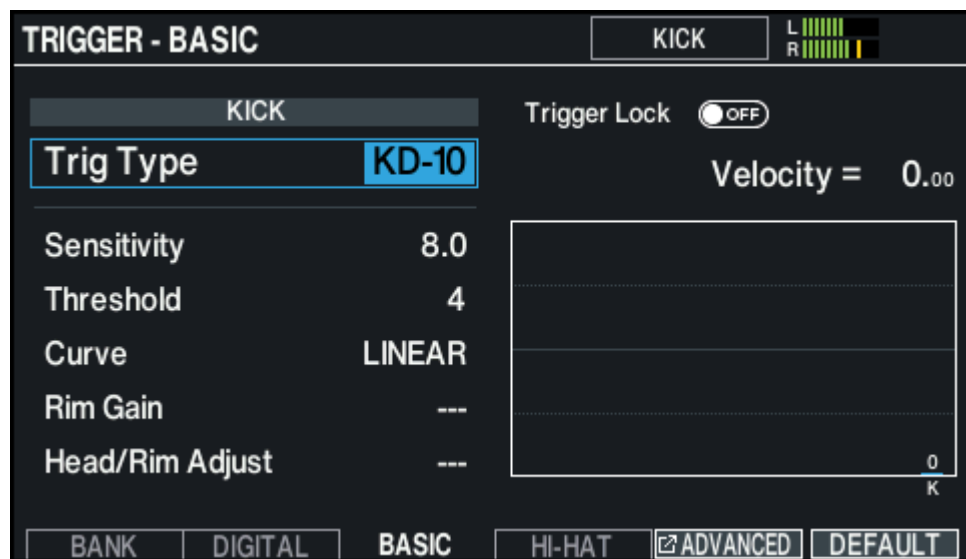 TRIGGER - BASIC KICK L
R
KICK Trigger Lock OFF
Trig Type KD-10 Velocity = 0.00
Sensitivity 8.0
Threshold 4
Curve LINEAR
Rim Gain ---
Head/Rim Adjust --- 0
K
BANK DIGITAL BASIC HI-HAT ADVANCED DEFAULT